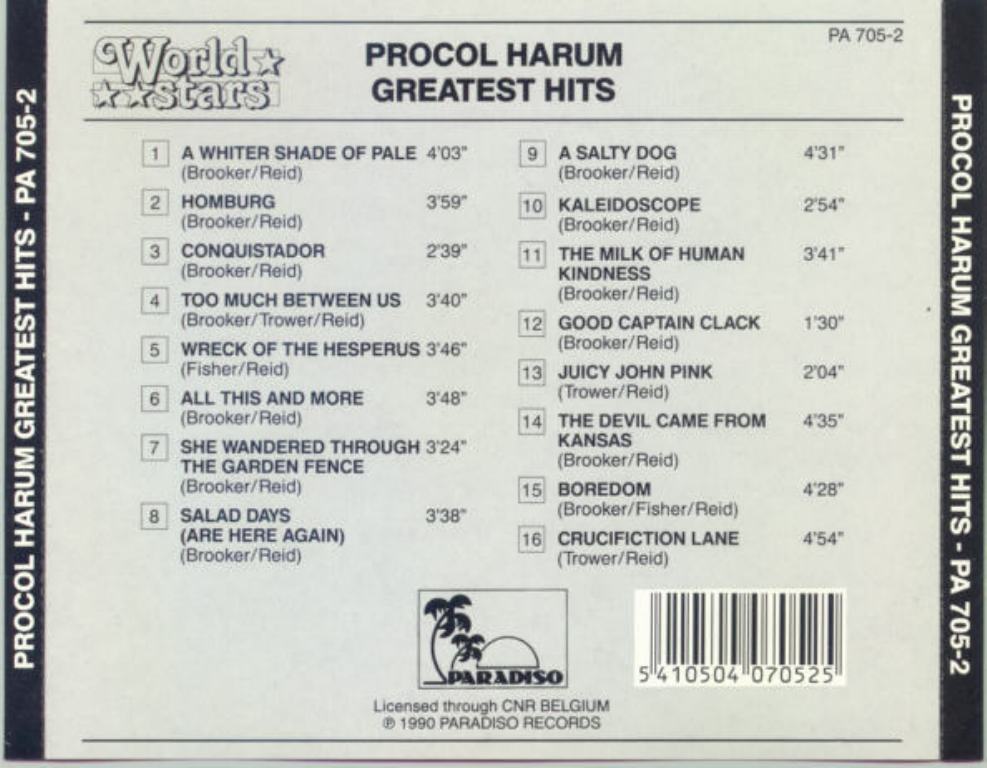 PROCOL HARUM GREATEST HITS - PA 705-2
World
stars
PROCOL HARUM
GREATEST HITS
PA 705-2
1 A WHITER SHADE OF PALE 4'03"
(Brooker/Reid)
2 HOMBURG 3'59"
(Brooker/Reid)
3 CONQUISTADOR 2'39"
(Brooker/Reid)
4 TOO MUCH BETWEEN US 3'40"
(Brooker/Trower/Reid)
5 WRECK OF THE HESPERUS 3'46"
(Fisher/Reid)
6 ALL THIS AND MORE 3'48"
(Brooker/Reid)
7 SHE WANDERED THROUGH 3'24"
THE GARDEN FENCE
(Brooker/Reid)
8 SALAD DAYS 3'38"
(ARE HERE AGAIN)
(Brooker/Reid)
9 A SALTY DOG 4'31"
(Brooker/Reid)
10 KALEIDOSCOPE 2'54"
(Brooker/Reid)
11 THE MILK OF HUMAN 3'41"
KINDNESS
(Brooker/Reid)
12 GOOD CAPTAIN CLACK 1'30"
(Brooker/Reid)
13 JUICY JOHN PINK 2'04"
(Trower/Reid)
14 THE DEVIL CAME FROM 4'35"
KANSAS
(Brooker/Reid)
15 BOREDOM 4'28"
(Brooker/Fisher/Reid)
16 CRUCIFICTION LANE 4'54"
(Trower/Reid)
PARADISO
5 410504 070525
Licensed through CNR BELGIUM
℗ 1990 PARADISO RECORDS
PROCOL HARUM GREATEST HITS - PA 705-2